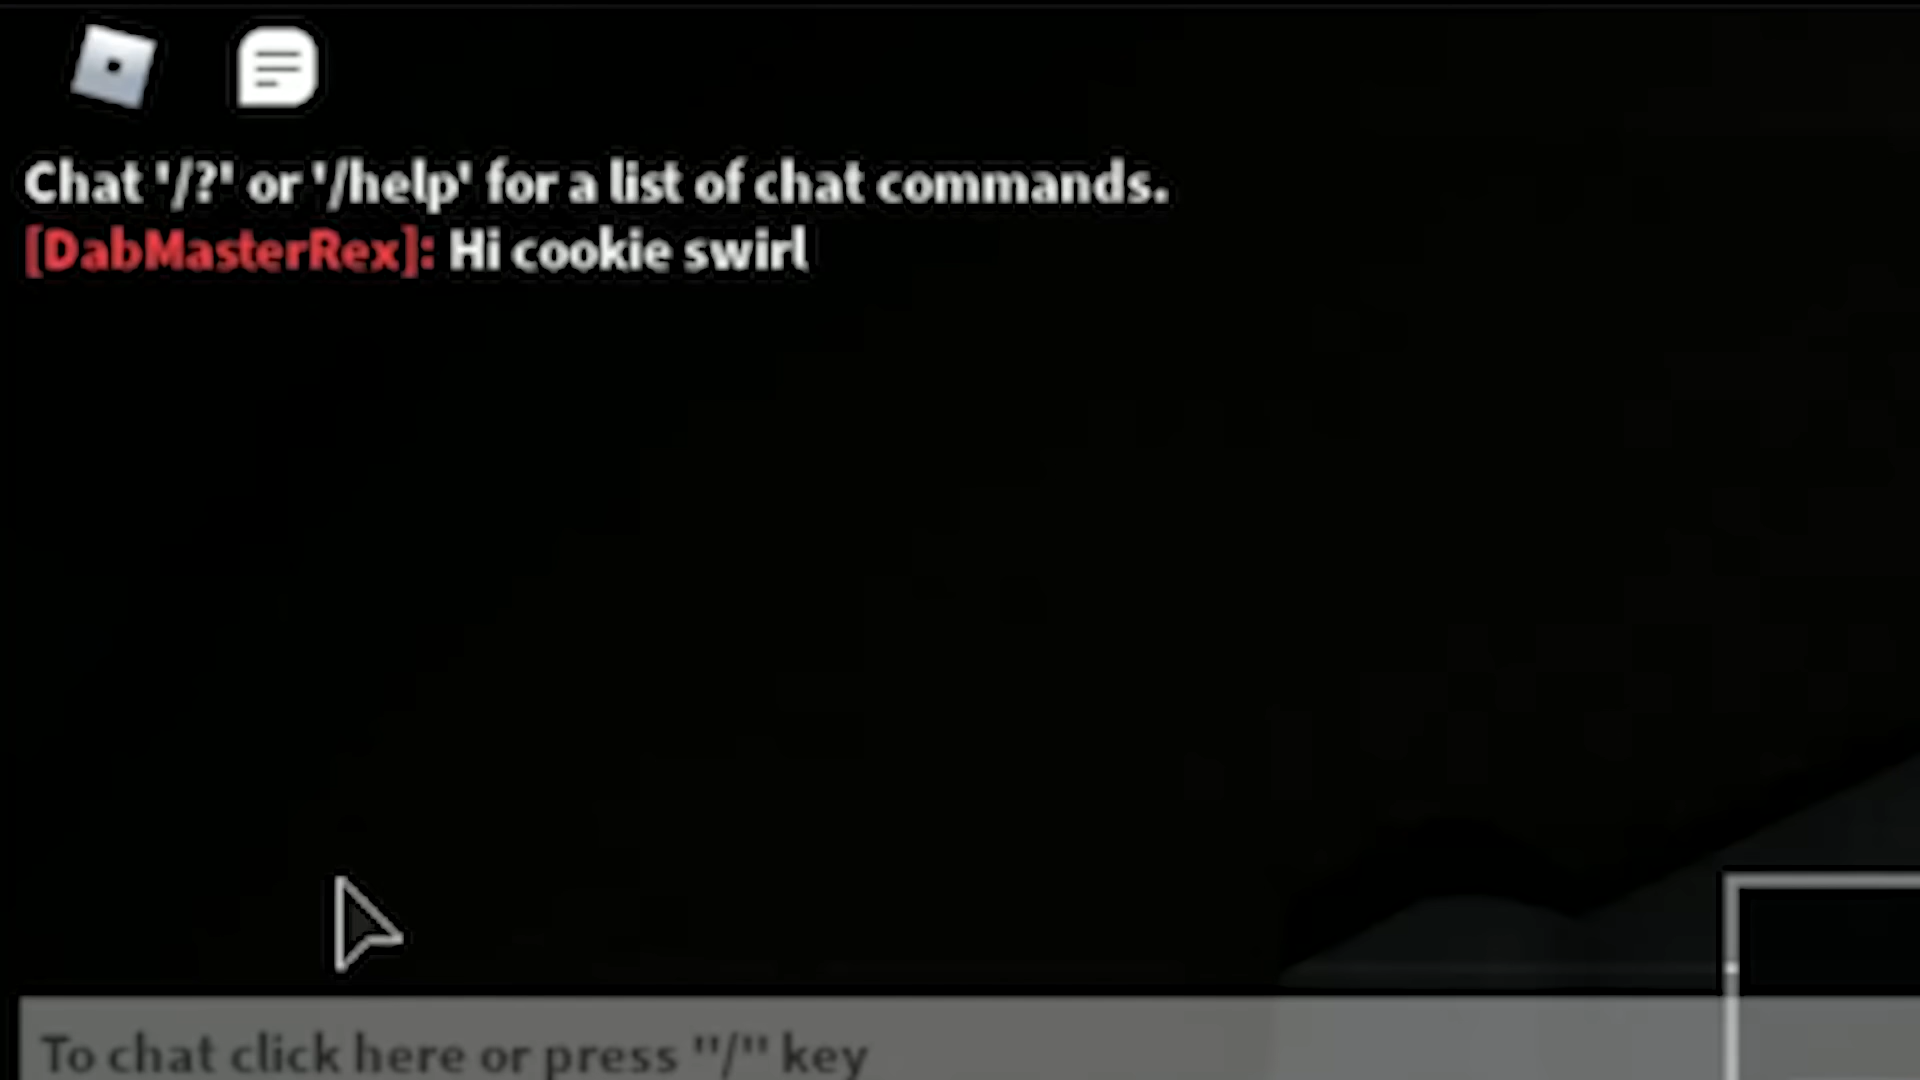 Chat '/?' or '/help' for a list of chat commands.
[DabMasterRex]: Hi cookie swirl
To chat click here or press "/" key